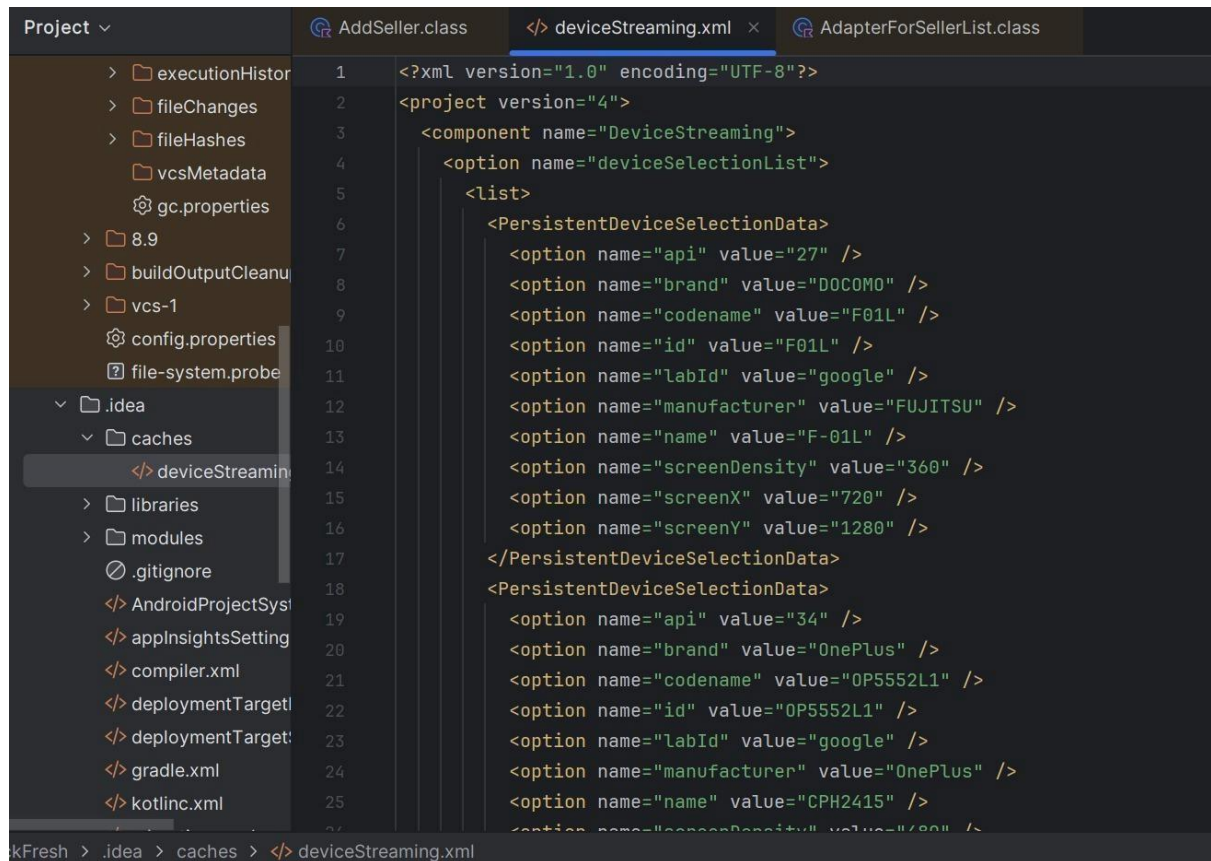 Project
AddSeller.class
deviceStreaming.xml
AdapterForSellerList.class
executionHistor
fileChanges
fileHashes
vcsMetadata
gc.properties
8.9
buildOutputCleanu
vcs-1
config.properties
file-system.probe
.idea
caches
deviceStreaming
libraries
modules
.gitignore
AndroidProjectSyst
appInsightsSetting
compiler.xml
deploymentTarget
deploymentTarget
gradle.xml
kotlinc.xml
1 <?xml version="1.0" encoding="UTF-8"?>
2 <project version="4">
3 <component name="DeviceStreaming">
4 <option name="deviceSelectionList">
5 <list>
6 <PersistentDeviceSelectionData>
7 <option name="api" value="27" />
8 <option name="brand" value="DOCOMO" />
9 <option name="codename" value="F01L" />
10 <option name="id" value="F01L" />
11 <option name="labId" value="google" />
12 <option name="manufacturer" value="FUJITSU" />
13 <option name="name" value="F-01L" />
14 <option name="screenDensity" value="360" />
15 <option name="screenX" value="720" />
16 <option name="screenY" value="1280" />
17 </PersistentDeviceSelectionData>
18 <PersistentDeviceSelectionData>
19 <option name="api" value="34" />
20 <option name="brand" value="OnePlus" />
21 <option name="codename" value="OP5552L1" />
22 <option name="id" value="OP5552L1" />
23 <option name="labId" value="google" />
24 <option name="manufacturer" value="OnePlus" />
25 <option name="name" value="CPH2415" />
<option name="screenDensity" value="480" />
kFresh > .idea > caches > deviceStreaming.xml